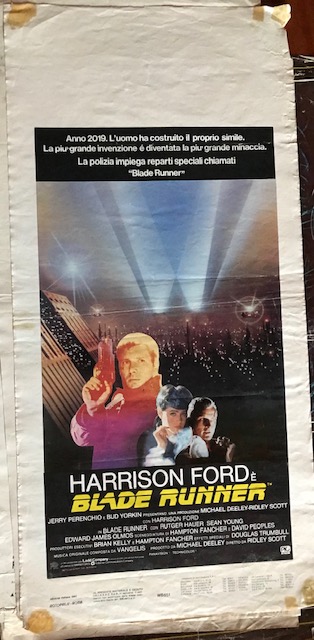 Anno 2019. L'uomo ha costruito il proprio simile.
La piu'grande invenzione é diventata la piu'grande minaccia.
La polizia impiega reparti speciali chiamati
"Blade Runner"
HARRISON FORD È
BLADE RUNNER™
JERRY PERENCHIO E BUD YORKIN PRESENTANO UNA PRODUZIONE MICHAEL DEELEY-RIDLEY SCOTT
CON HARRISON FORD
IN BLADE RUNNER CON RUTGER HAUER SEAN YOUNG
EDWARD JAMES OLMOS SCENEGGIATURA DI HAMPTON FANCHER E DAVID PEOPLES
PRODUTTORI ESECUTIVI BRIAN KELLY E HAMPTON FANCHER EFFETTI SPECIALI DI DOUGLAS TRUMBULL
MUSICA ORIGINALE COMPOSTA DA VANGELIS PRODOTTO DA MICHAEL DEELEY DIRETTO DA RIDLEY SCOTT